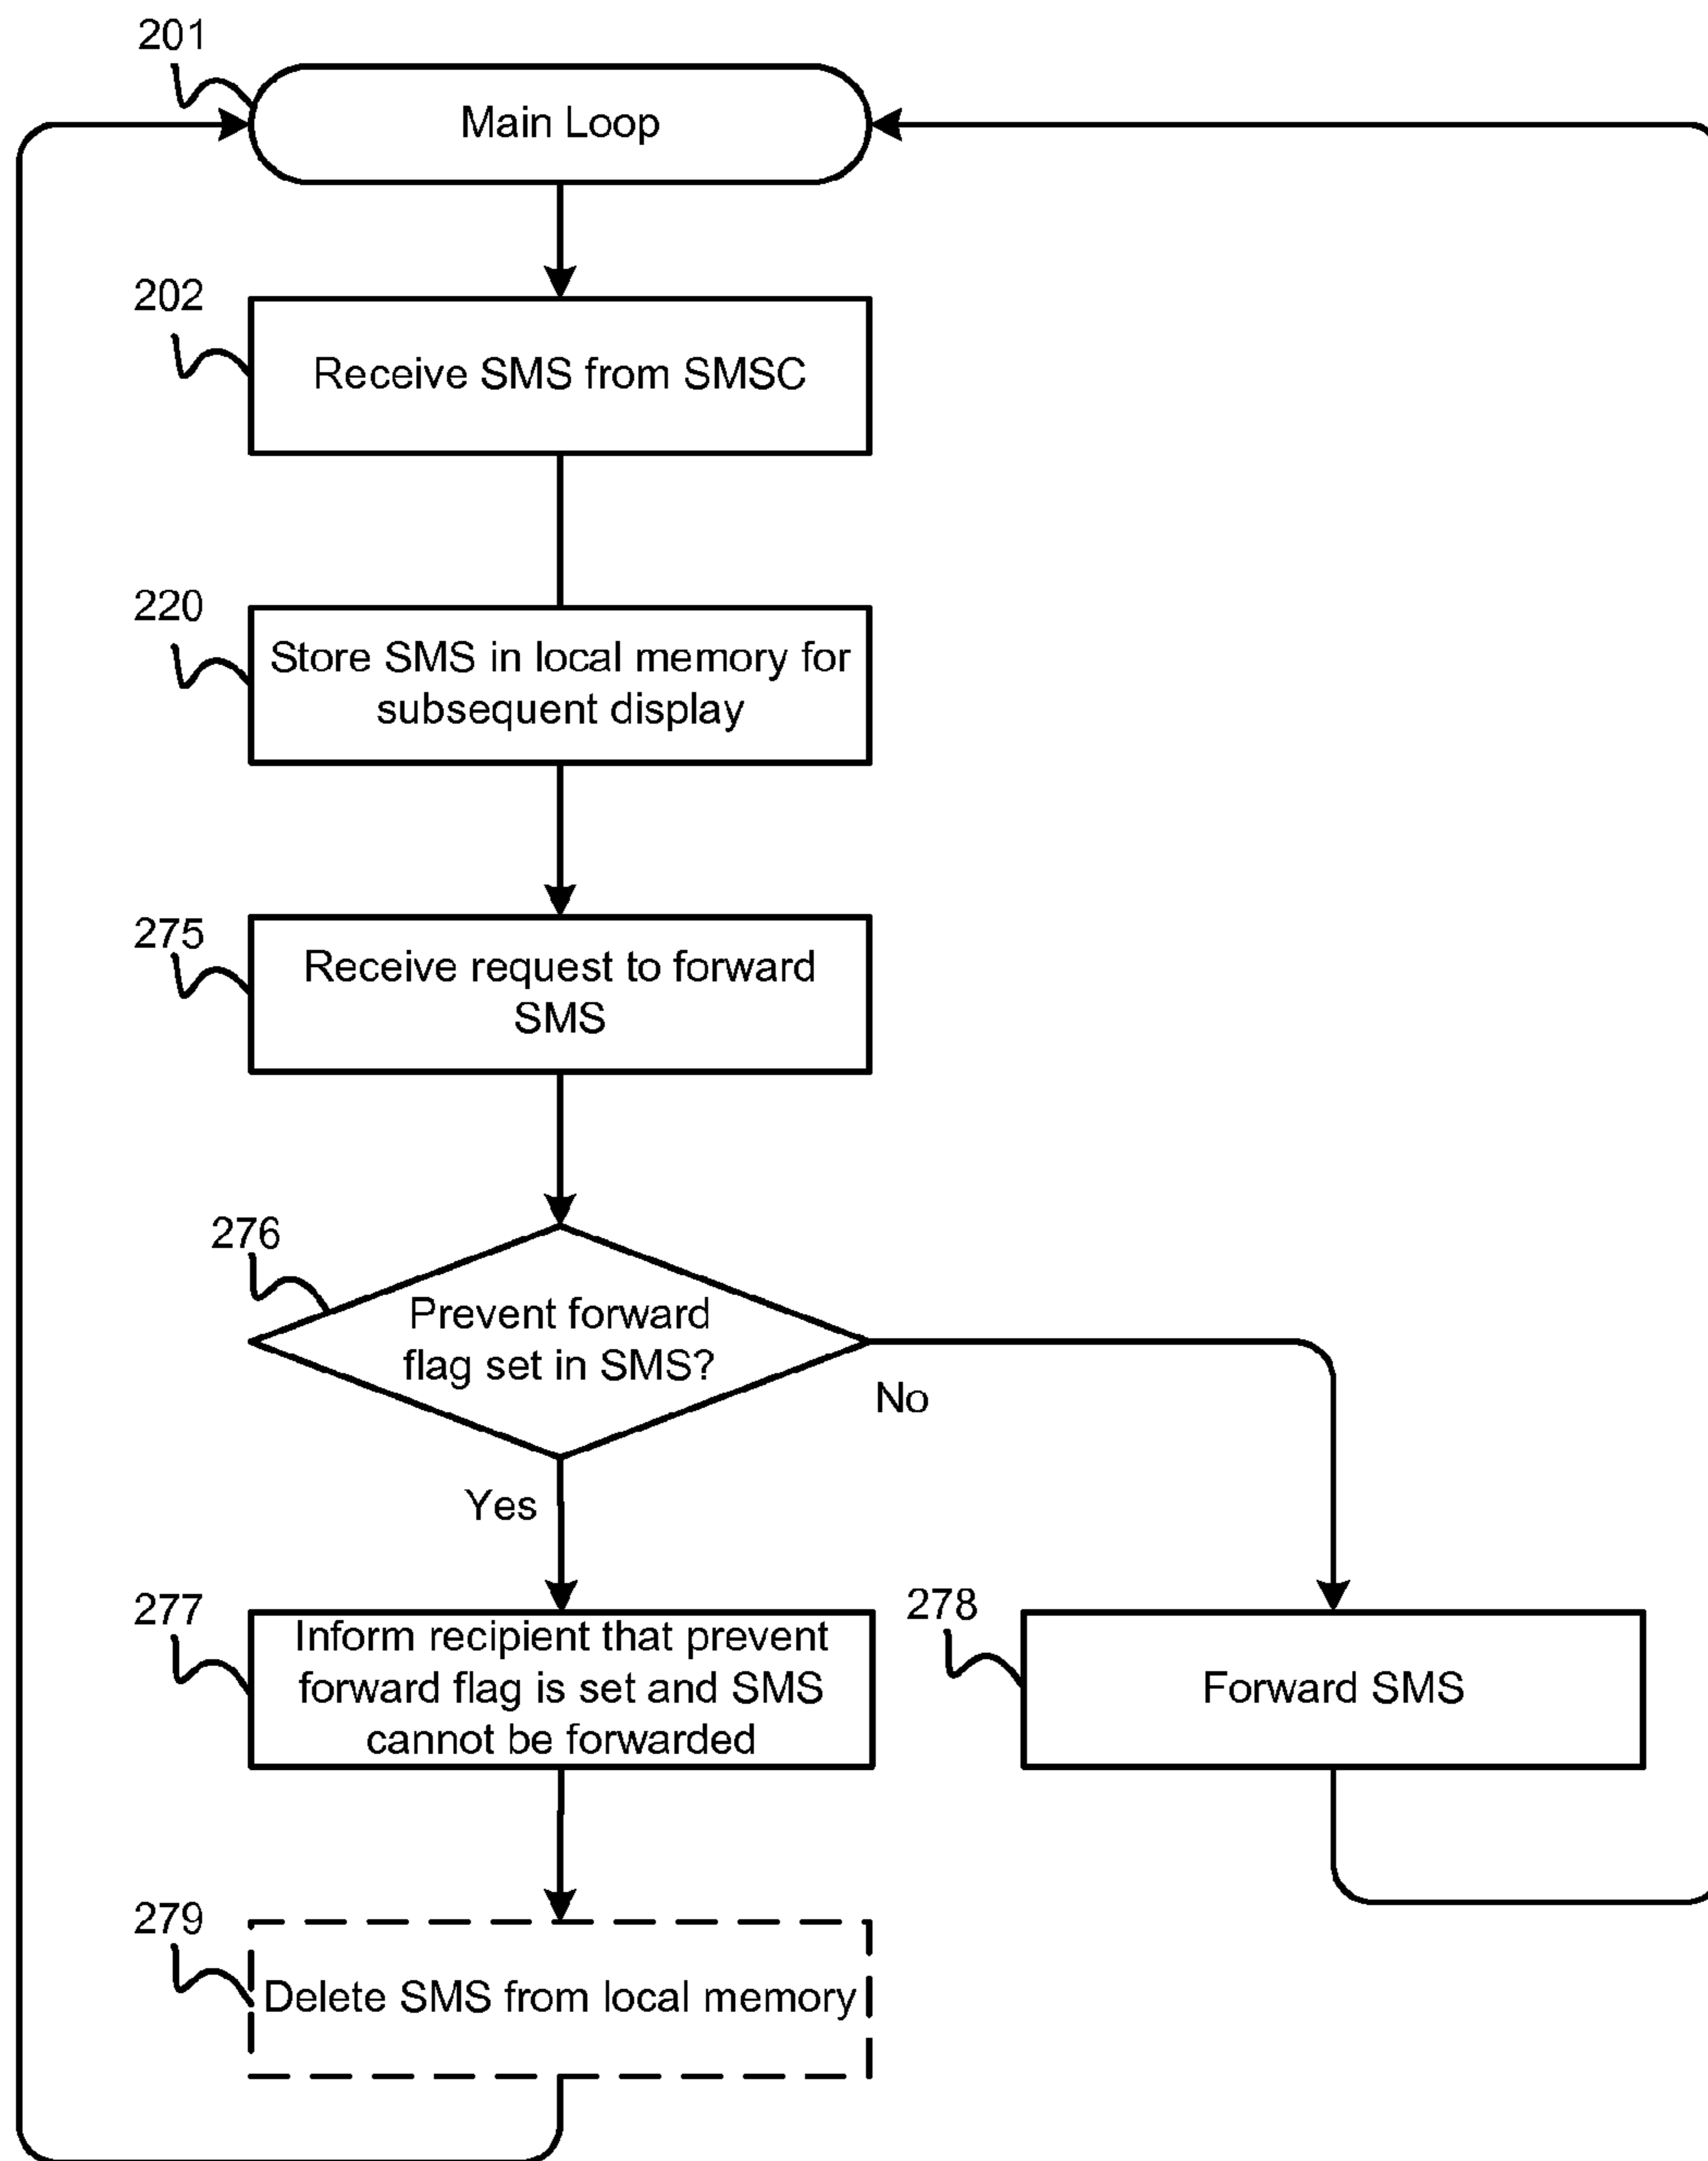 201
Main Loop
202
Receive SMS from SMSC
220
Store SMS in local memory for
subsequent display
275
Receive request to forward
SMS
276
Prevent forward
flag set in SMS?
No
Yes
277
Inform recipient that prevent
forward flag is set and SMS
cannot be forwarded
278
Forward SMS
279
Delete SMS from local memory